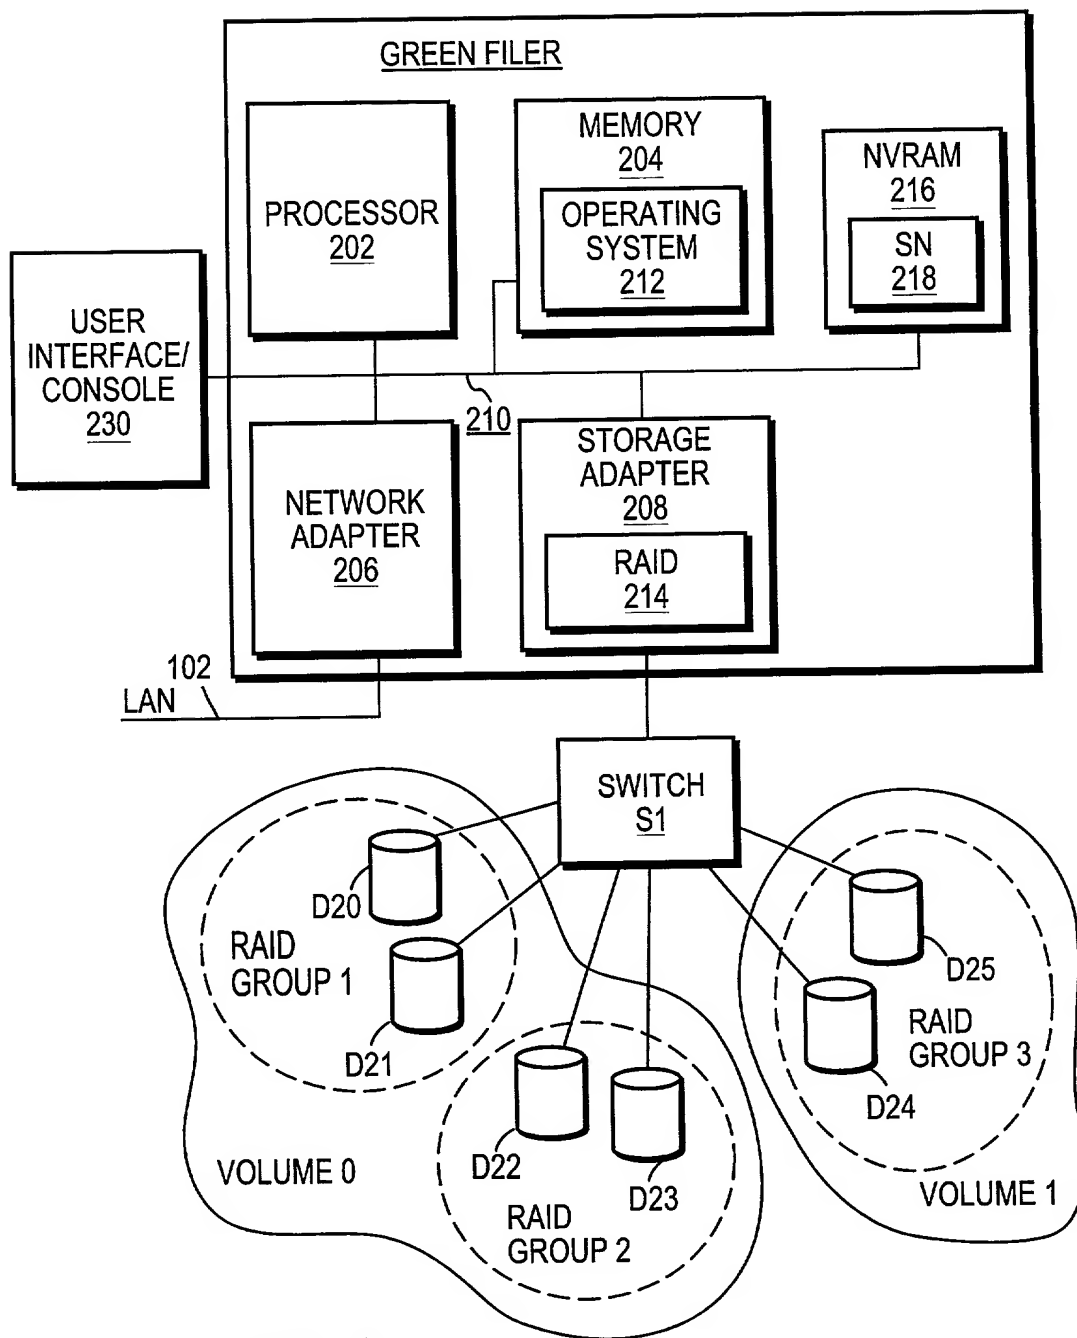 GREEN FILER
PROCESSOR
202
MEMORY
204
OPERATING
SYSTEM
212
NVRAM
216
SN
218
USER
INTERFACE/
CONSOLE
230
210
NETWORK
ADAPTER
206
STORAGE
ADAPTER
208
RAID
214
102
LAN
SWITCH
S1
D20
RAID
GROUP 1
D21
D25
RAID
GROUP 3
D24
D22
D23
VOLUME 0
RAID
GROUP 2
VOLUME 1